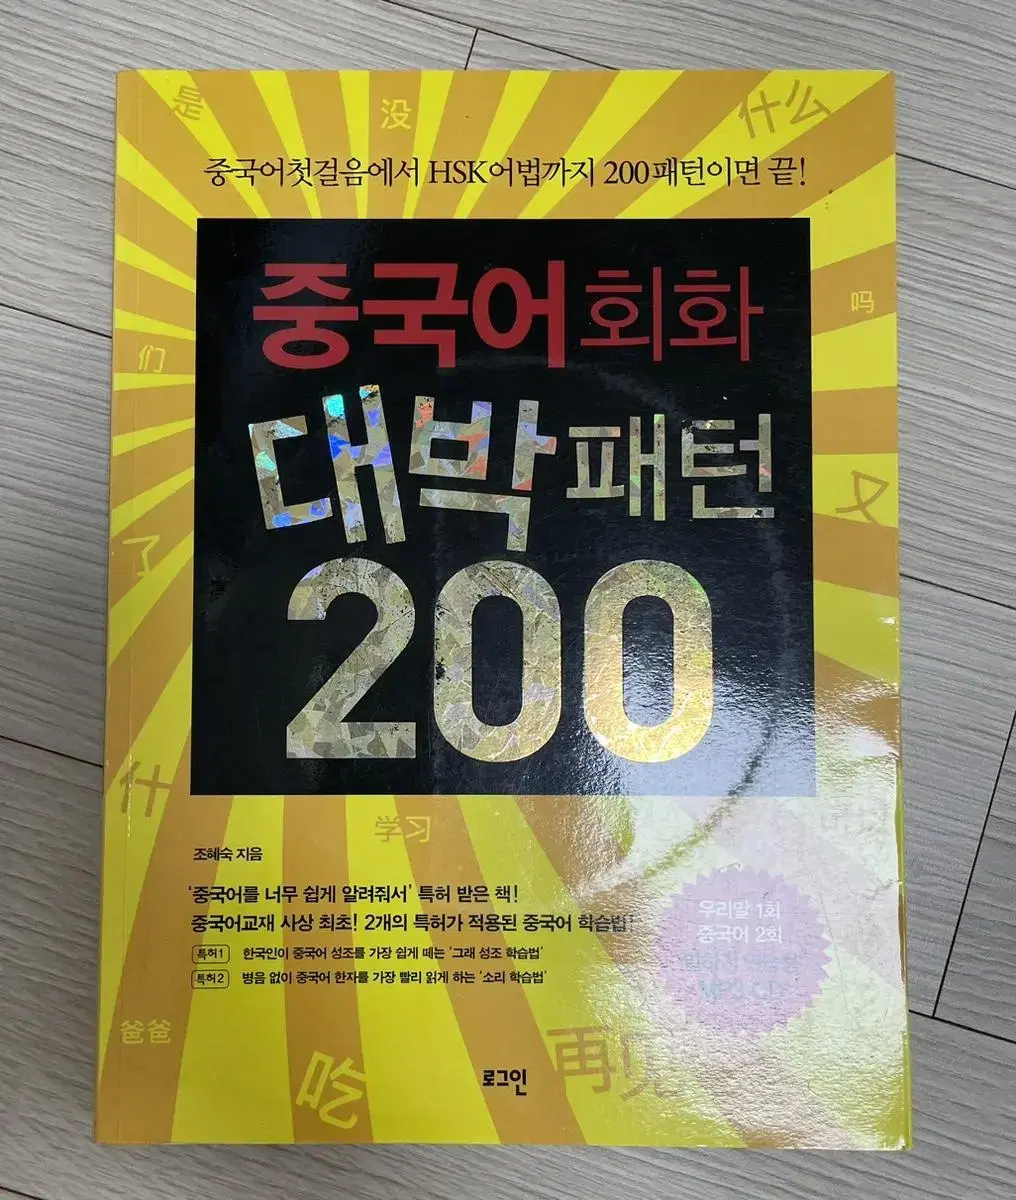 是
没
什么
중국어첫걸음에서 HSK어법까지 200패턴이면 끝!
중국어회화
吗
们
대박 패턴
又
了
200
什
学习
조혜숙 지음
'중국어를 너무 쉽게 알려줘서' 특허 받은 책!
중국어교재 사상 최초! 2개의 특허가 적용된 중국어 학습법!
특허1 한국인이 중국어 성조를 가장 쉽게 떼는 '그래 성조 학습법'
특허2 병음 없이 중국어 한자를 가장 빨리 읽게 하는 '소리 학습법'
우리말 1회
중국어 2회
MP3 CD
爸爸
吃
再见
로그인